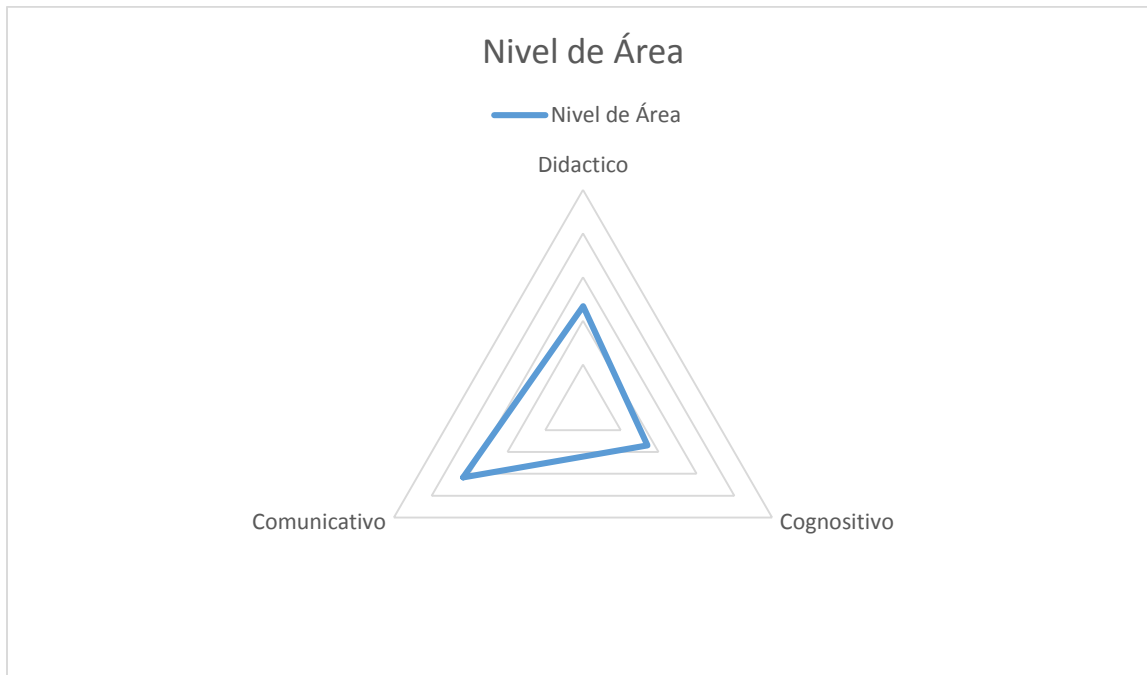 Nivel de Área
Nivel de Área
Didactico
Comunicativo
Cognositivo